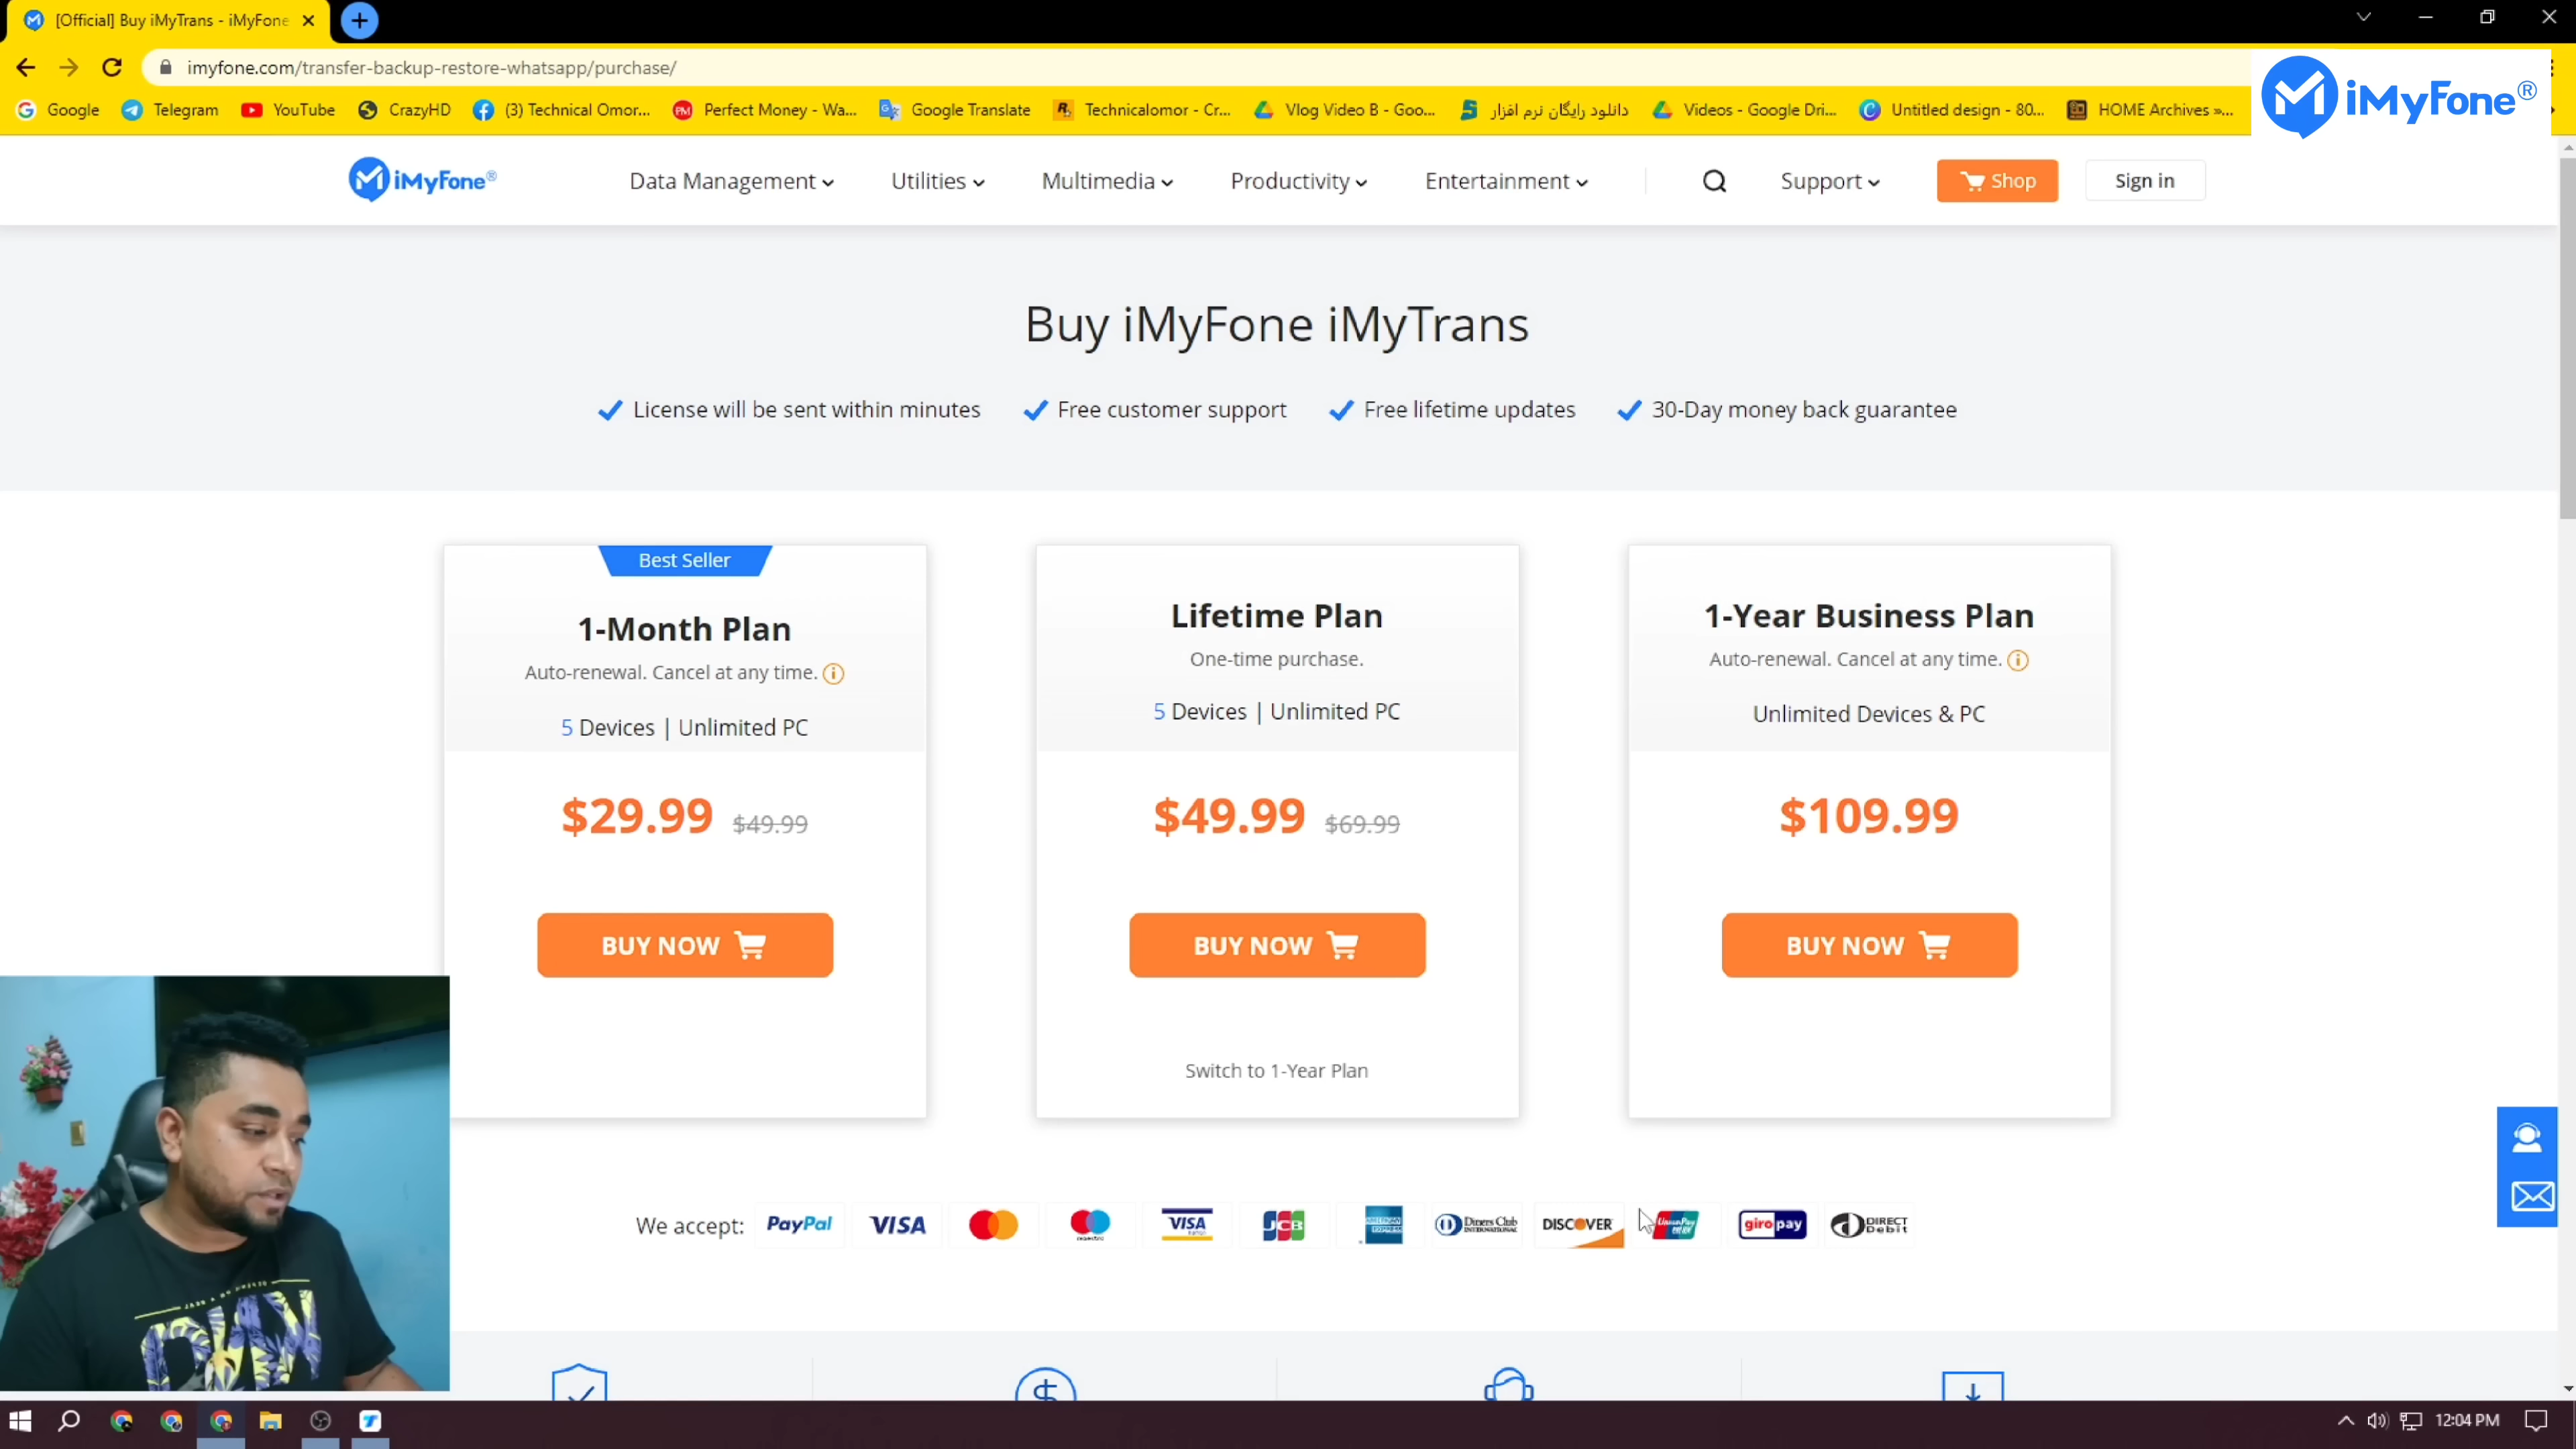 [Official] Buy iMyTrans - iMyFone
imyfone.com/transfer-backup-restore-whatsapp/purchase/
Google
Telegram
YouTube
CrazyHD
(3) Technical Omor...
Perfect Money - Wa...
Google Translate
Technicalomor - Cr...
Vlog Video B - Goo...
دانلود رایگان نرم افزار
Videos - Google Dri...
Untitled design - 80...
HOME Archives »...
iMyFone®
iMyFone®
Data Management
Utilities
Multimedia
Productivity
Entertainment
Support
Shop
Sign in
Buy iMyFone iMyTrans
License will be sent within minutes
Free customer support
Free lifetime updates
30-Day money back guarantee
Best Seller
1-Month Plan
Auto-renewal. Cancel at any time.
5 Devices | Unlimited PC
$29.99 $49.99
BUY NOW
Lifetime Plan
One-time purchase.
5 Devices | Unlimited PC
$49.99 $69.99
BUY NOW
Switch to 1-Year Plan
1-Year Business Plan
Auto-renewal. Cancel at any time.
Unlimited Devices & PC
$109.99
BUY NOW
We accept:
PayPal
VISA
VISA
JCB
AMERICAN EXPRESS
Diners Club INTERNATIONAL
DISCOVER
UnionPay
giropay
DIRECT Debit
12:04 PM